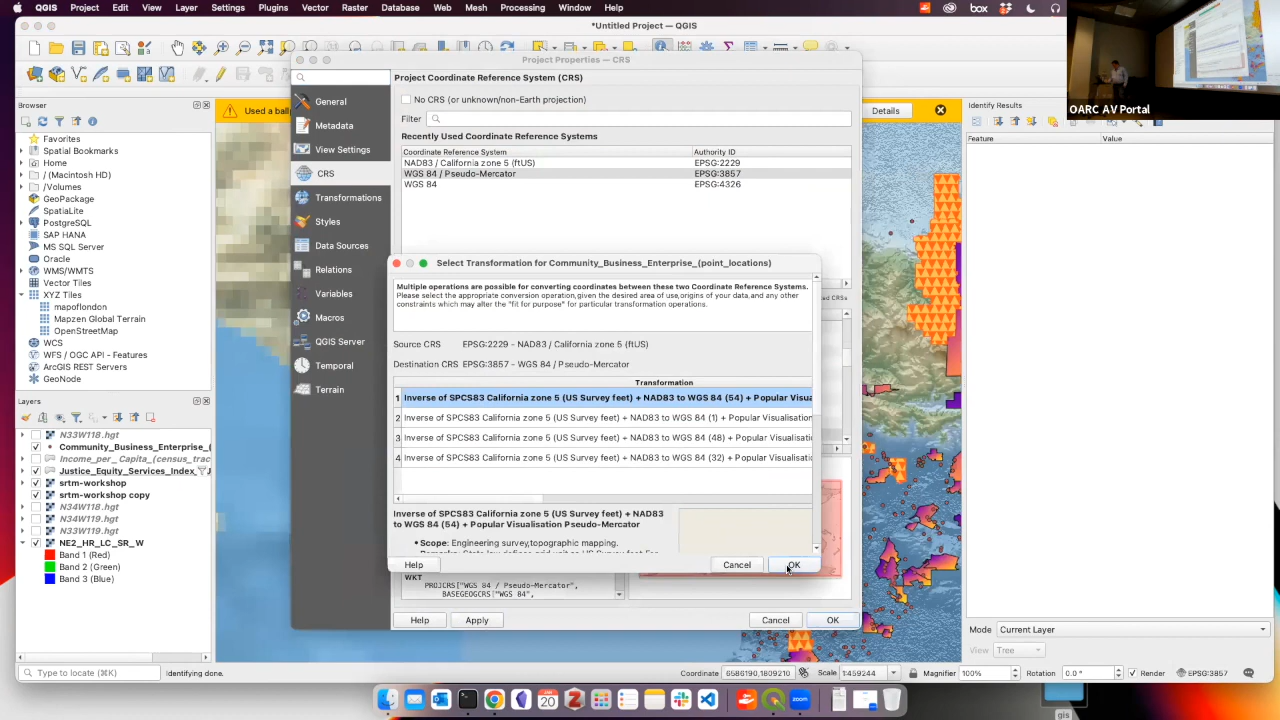 QGIS Project Edit View Layer Settings Plugins Vector Raster Database Web Mesh Processing Window Help
box
*Untitled Project — QGIS
OARC AV Portal
Browser
Favorites
Spatial Bookmarks
Home
/ (Macintosh HD)
/Volumes
GeoPackage
SpatiaLite
PostgreSQL
SAP HANA
MS SQL Server
Oracle
WMS/WMTS
Vector Tiles
XYZ Tiles
mapoflondon
Mapzen Global Terrain
OpenStreetMap
WCS
WFS / OGC API - Features
ArcGIS REST Servers
GeoNode
Layers
N33W118.hgt
Community_Business_Enterprise_(
Income_per_ Capita_(census_trac
Justice_Equity_Services_Index_
srtm-workshop
srtm-workshop copy
N34W118.hgt
N34W119.hgt
N33W119.hgt
NE2_HR_LC_SR_W
Band 1 (Red)
Band 2 (Green)
Band 3 (Blue)
Used a ball
Details
Project Properties — CRS
General
Metadata
View Settings
CRS
Transformations
Styles
Data Sources
Relations
Variables
Macros
QGIS Server
Temporal
Terrain
Project Coordinate Reference System (CRS)
No CRS (or unknown/non-Earth projection)
Filter
Recently Used Coordinate Reference Systems
Coordinate Reference System Authority ID
NAD83 / California zone 5 (ftUS) EPSG:2229
WGS 84 / Pseudo-Mercator EPSG:3857
WGS 84 EPSG:4326
Select Transformation for Community_Business_Enterprise_(point_locations)
Multiple operations are possible for converting coordinates between these two Coordinate Reference Systems.
Please select the appropriate conversion operation,given the desired area of use,origins of your data,and any other
constraints which may alter the "fit for purpose" for particular transformation operations.
Source CRS EPSG:2229 - NAD83 / California zone 5 (ftUS)
Destination CRS EPSG:3857 - WGS 84 / Pseudo-Mercator
Transformation
1 Inverse of SPCS83 California zone 5 (US Survey feet) + NAD83 to WGS 84 (54) + Popular Visua
2 Inverse of SPCS83 California zone 5 (US Survey feet) + NAD83 to WGS 84 (1) + Popular Visualisation
3 Inverse of SPCS83 California zone 5 (US Survey feet) + NAD83 to WGS 84 (48) + Popular Visualisati
4 Inverse of SPCS83 California zone 5 (US Survey feet) + NAD83 to WGS 84 (32) + Popular Visualisati
Inverse of SPCS83 California zone 5 (US Survey feet) + NAD83
to WGS 84 (54) + Popular Visualisation Pseudo-Mercator
Scope: Engineering survey,topographic mapping.
Help Cancel OK
WKT
PROJCRS["WGS 84 / Pseudo-Mercator",
BASEGEOGCRS["WGS 84",
Help Apply Cancel OK
Identify Results
Feature Value
Mode Current Layer
View Tree
Type to locate (⌘K) Identifying done. Coordinate 6586190,1809210 Scale 1:459244 Magnifier 100% Rotation 0.0 ° Render EPSG:3857
JAN
20
zoom
gis